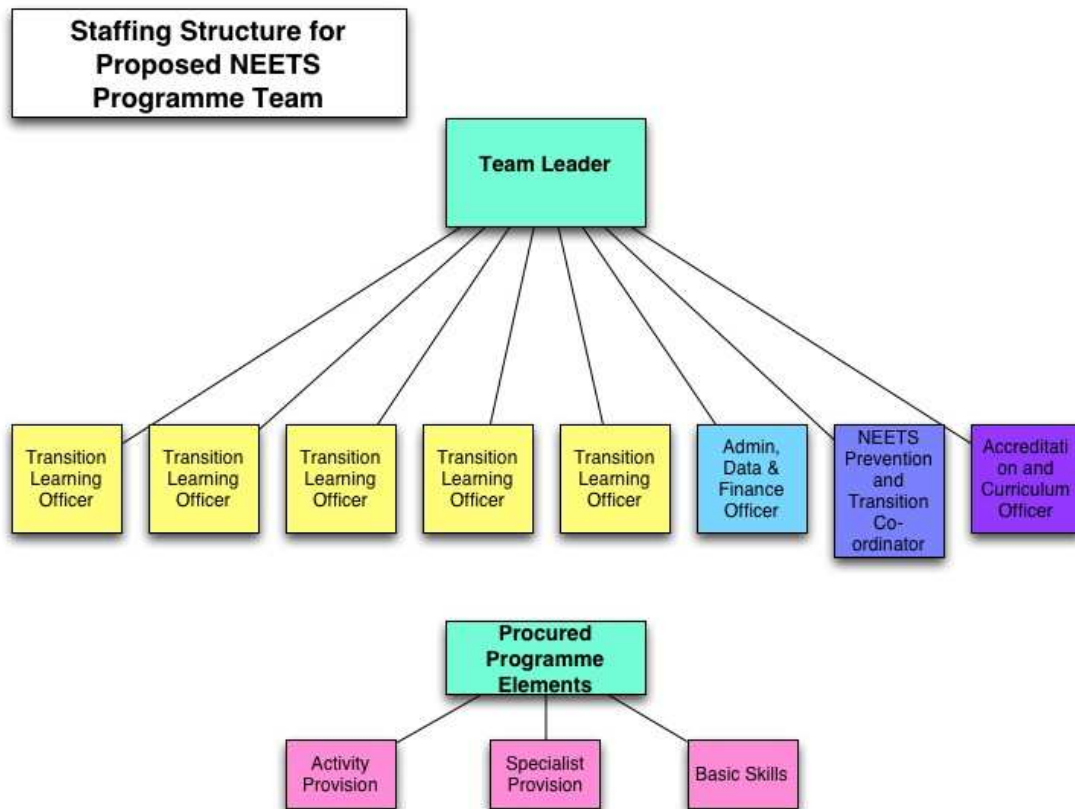 Staffing Structure for
Proposed NEETS
Programme Team
Team Leader
Transition
Learning
Officer
Transition
Learning
Officer
Transition
Learning
Officer
Transition
Learning
Officer
Transition
Learning
Officer
Admin,
Data &
Finance
Officer
NEETS
Prevention
and
Transition
Co-
ordinator
Accreditati
on and
Curriculum
Officer
Procured
Programme
Elements
Activity
Provision
Specialist
Provision
Basic Skills